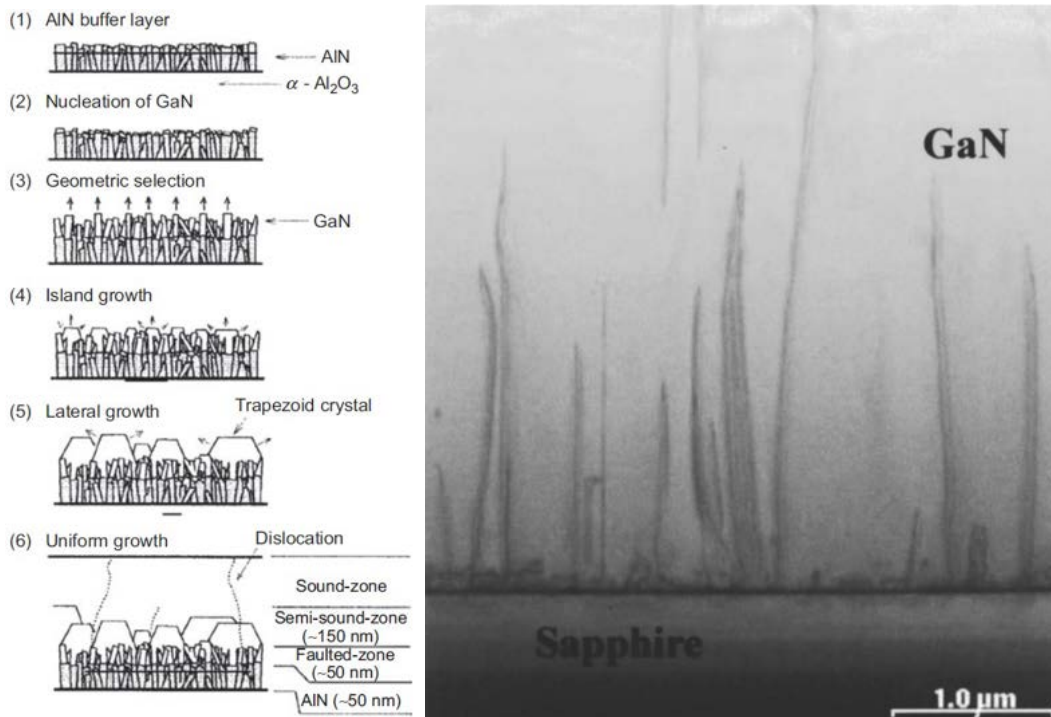 (1) AlN buffer layer
AlN
α - Al2O3
(2) Nucleation of GaN
(3) Geometric selection
GaN
(4) Island growth
(5) Lateral growth
Trapezoid crystal
(6) Uniform growth
Dislocation
Sound-zone
Semi-sound-zone
(~150 nm)
Faulted-zone
(~50 nm)
AlN (~50 nm)
GaN
Sapphire
1.0 μm